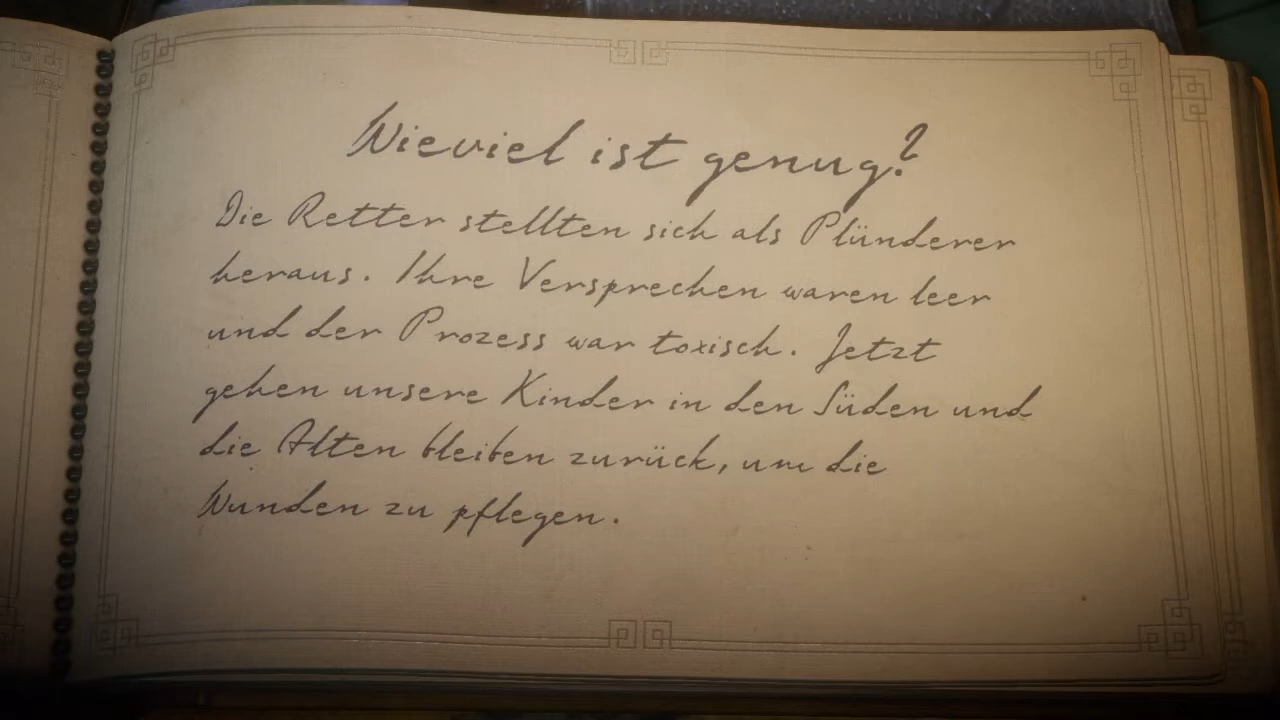 Wieviel ist genug?
Die Retter stellten sich als Plünderer
heraus. Ihre Versprechen waren leer
und der Prozess war toxisch. Jetzt
gehen unsere Kinder in den Süden und
die Alten bleiben zurück, um die
Wunden zu pflegen.